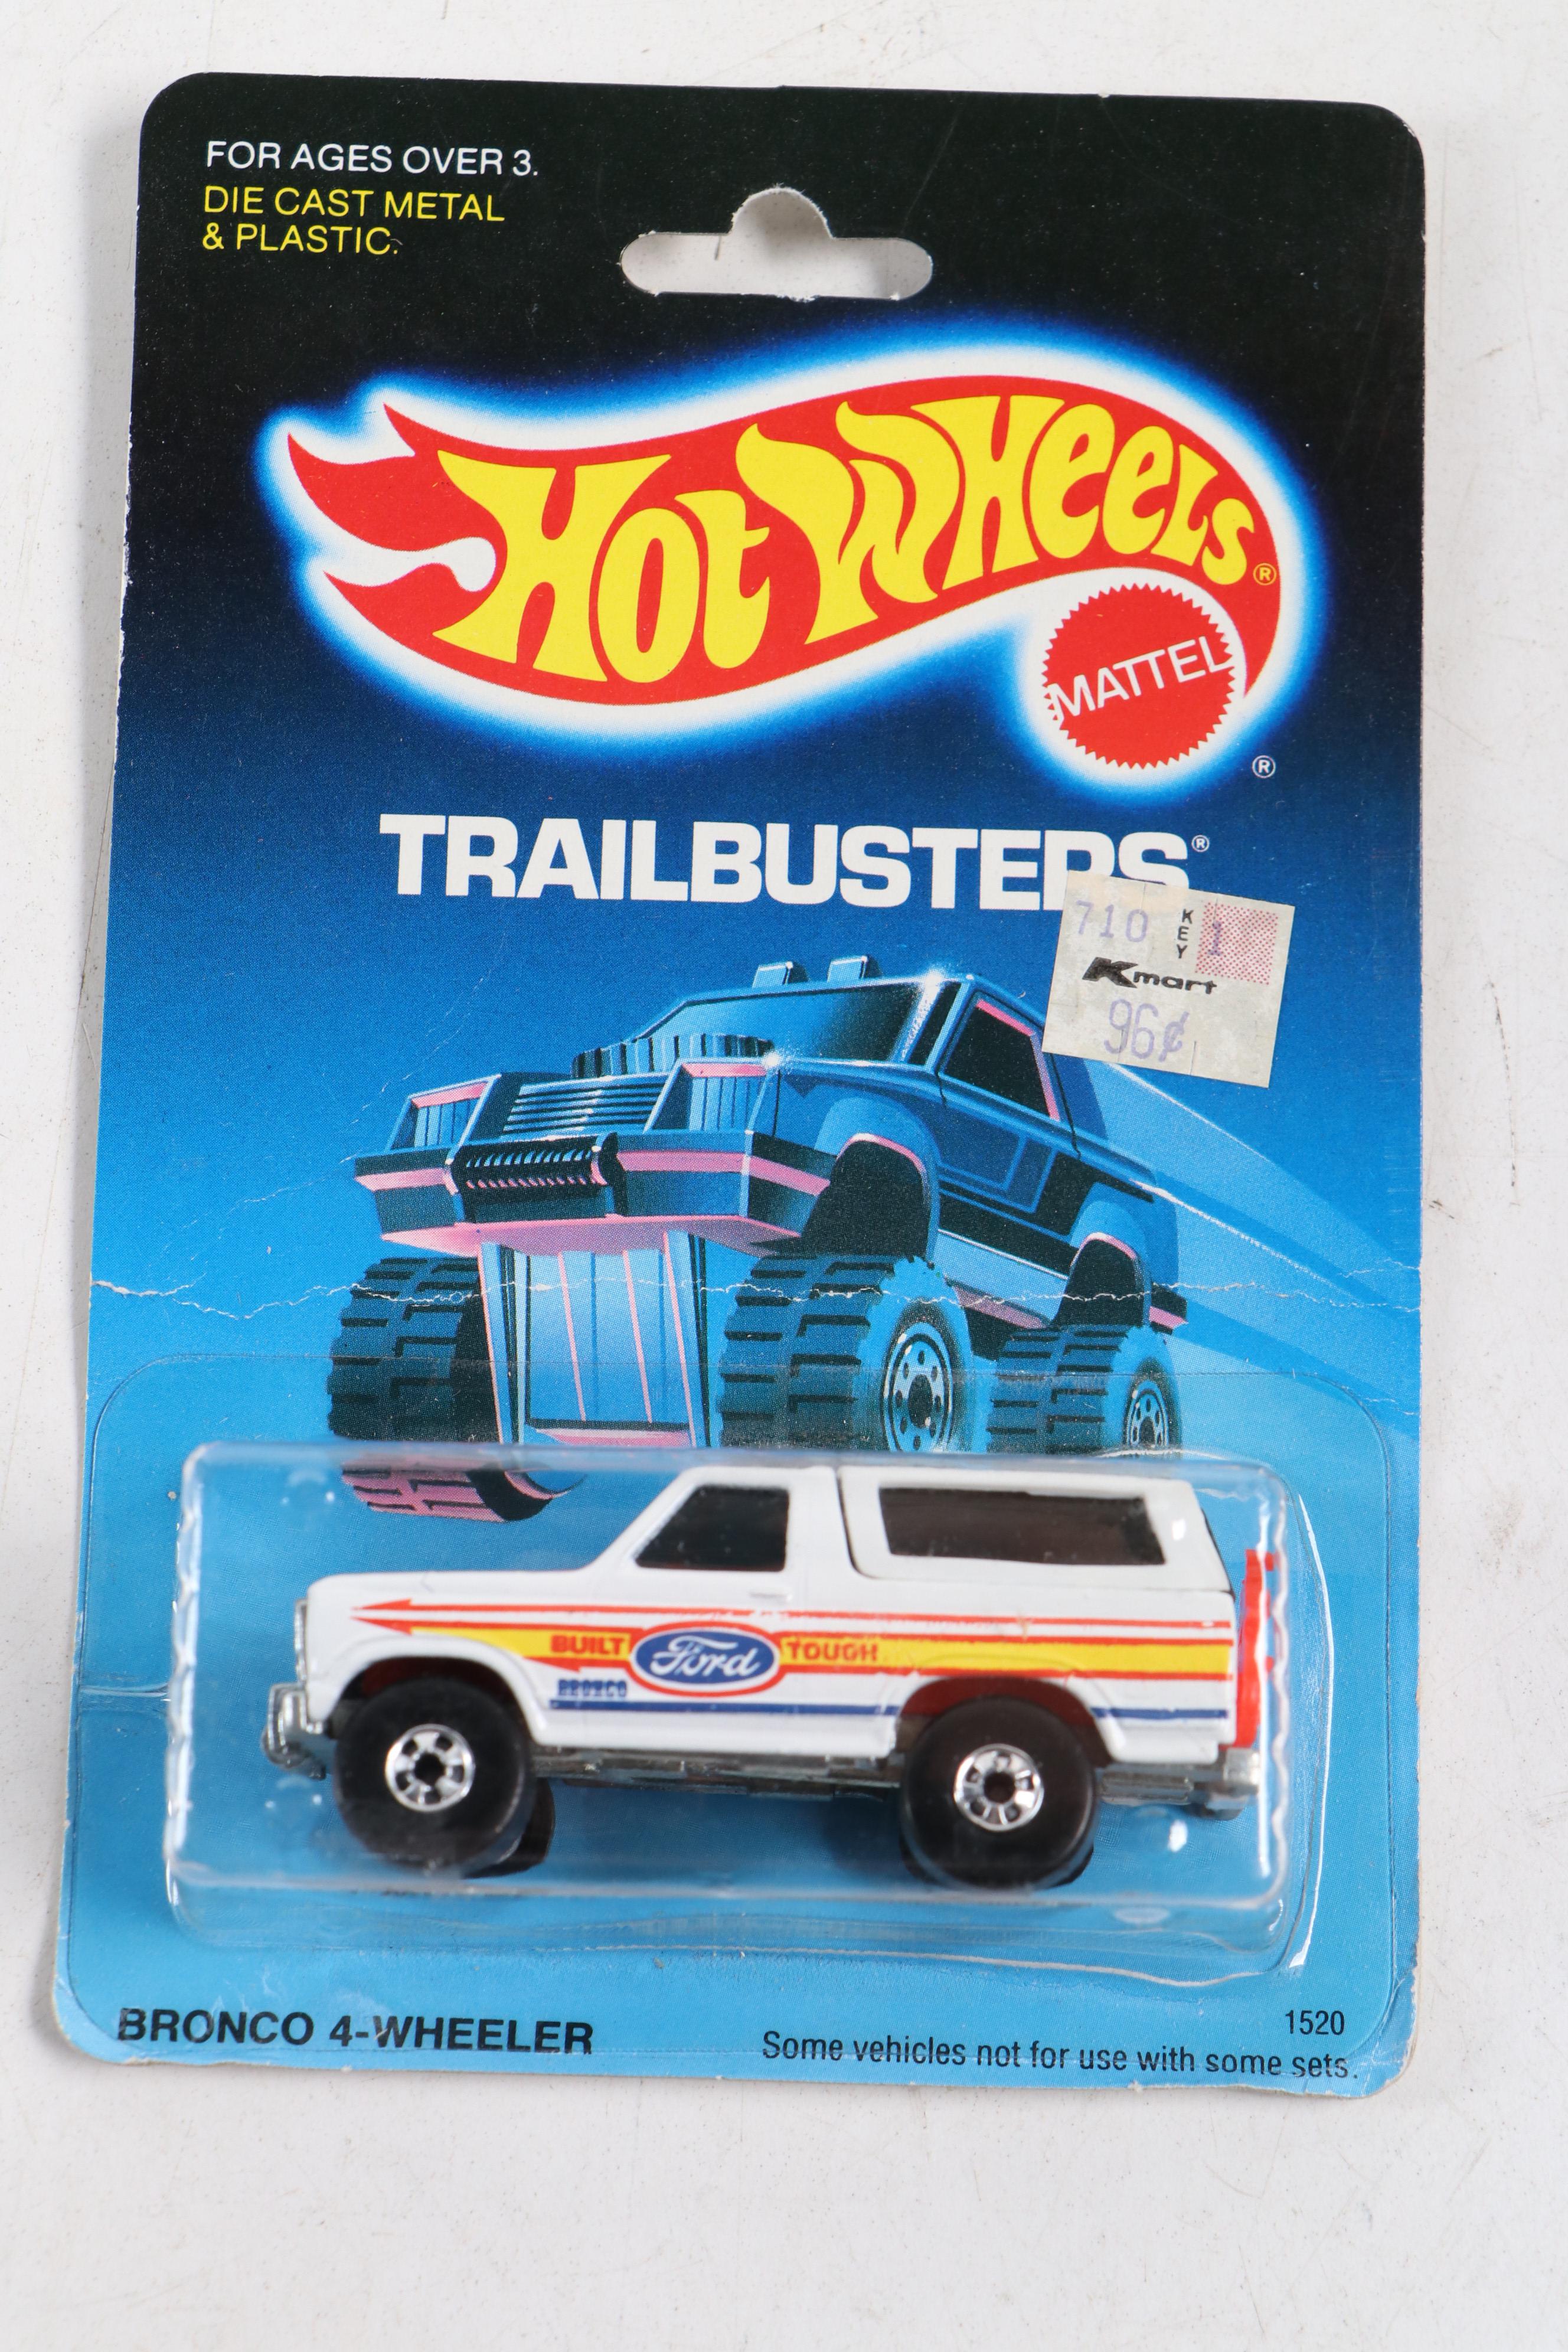 FOR AGES OVER 3.
DIE CAST METAL
& PLASTIC.
HOT WHEELS®
MATTEL
®
TRAILBUSTERS®
710 KEY 1
Kmart
96¢
BUILT Ford TOUGH
BRONCO
BRONCO 4-WHEELER
1520
Some vehicles not for use with some sets.